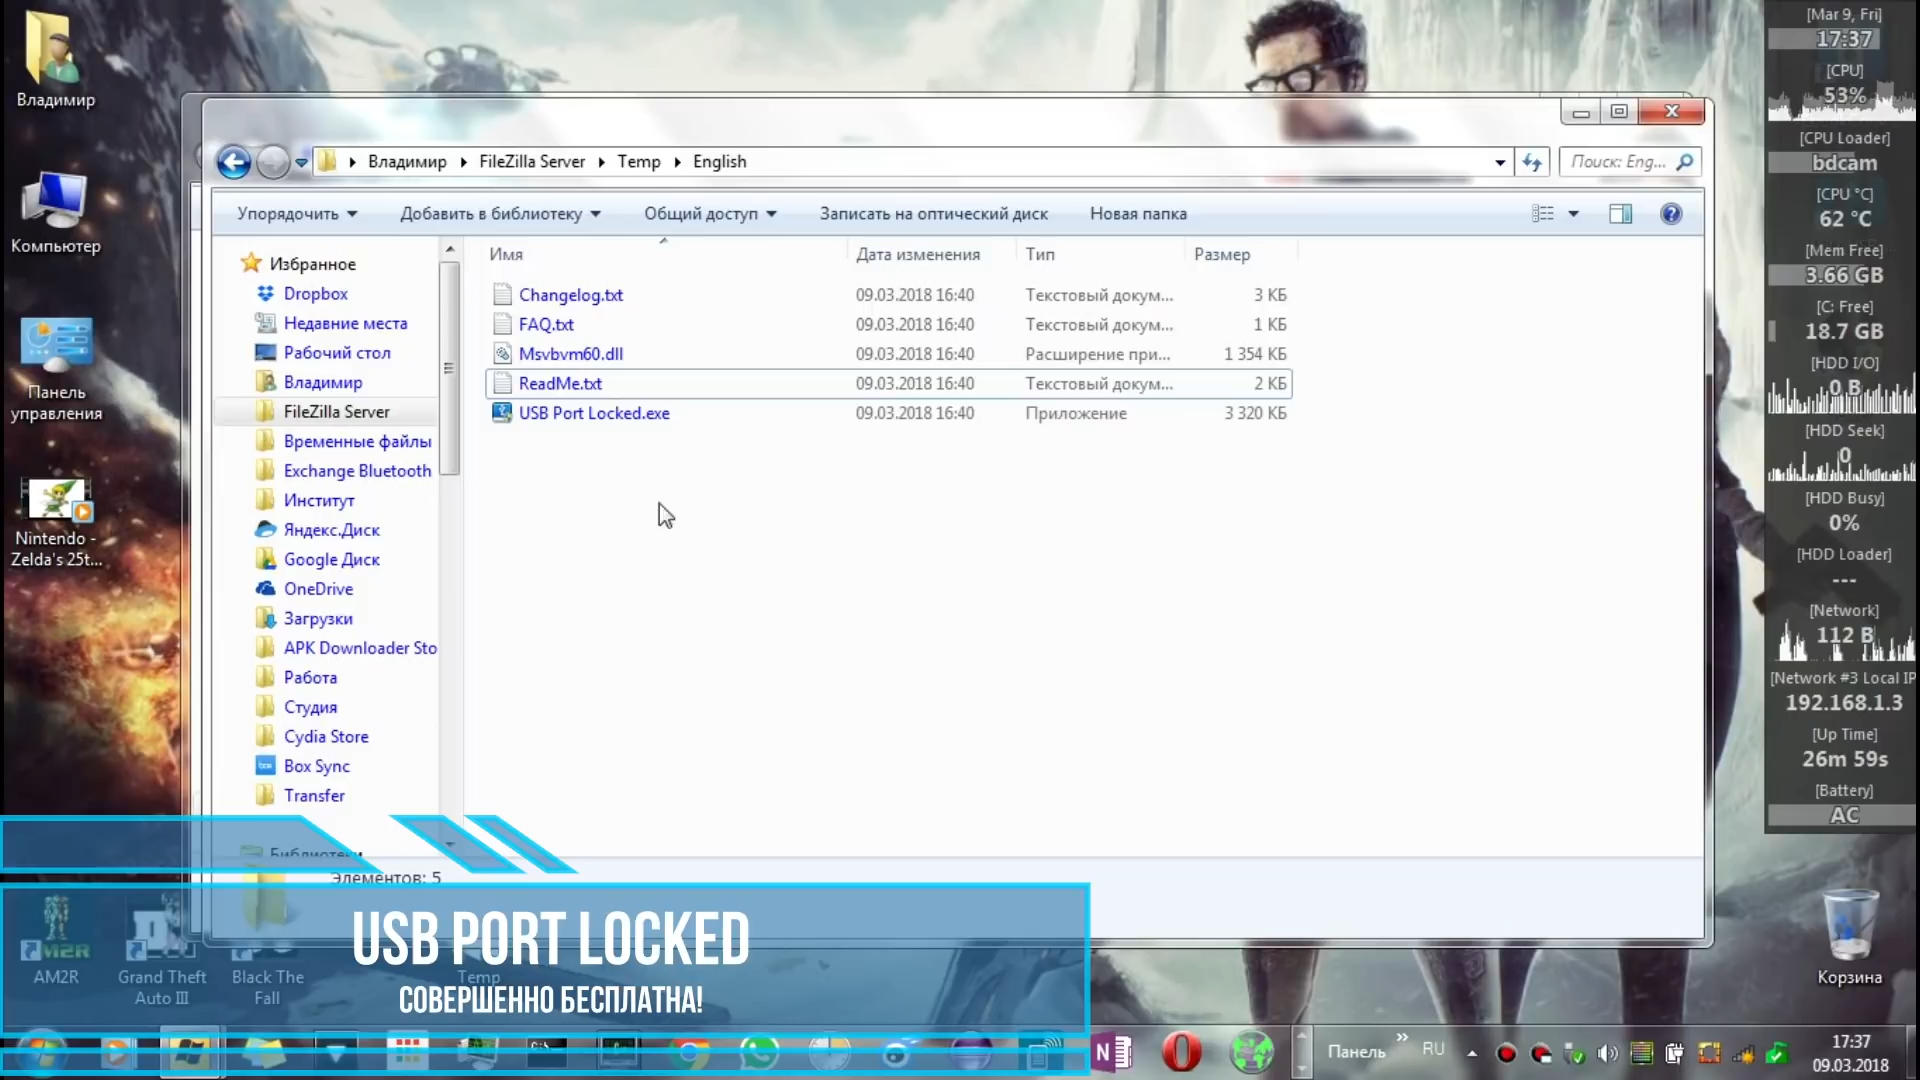 Владимир
Компьютер
Панель
управления
Nintendo -
Zelda's 25t...
Владимир FileZilla Server Temp English
Поиск: Eng...
Упорядочить Добавить в библиотеку Общий доступ Записать на оптический диск Новая папка
Имя Дата изменения Тип Размер
Changelog.txt 09.03.2018 16:40 Текстовый докум... 3 КБ
FAQ.txt 09.03.2018 16:40 Текстовый докум... 1 КБ
Msvbvm60.dll 09.03.2018 16:40 Расширение при... 1 354 КБ
ReadMe.txt 09.03.2018 16:40 Текстовый докум... 2 КБ
USB Port Locked.exe 09.03.2018 16:40 Приложение 3 320 КБ
Избранное
Dropbox
Недавние места
Рабочий стол
Владимир
FileZilla Server
Временные файлы
Exchange Bluetooth
Институт
Яндекс.Диск
Google Диск
OneDrive
Загрузки
APK Downloader Sto
Работа
Студия
Cydia Store
Box Sync
Transfer
Библиотеки
Элементов: 5
[Mar 9, Fri]
17:37
[CPU]
53%
[CPU Loader]
bdcam
[CPU °C]
62 °C
[Mem Free]
3.66 GB
[C: Free]
18.7 GB
[HDD I/O]
0 B
[HDD Seek]
0
[HDD Busy]
0%
[HDD Loader]
---
[Network]
112 B
[Network #3 Local IP
192.168.1.3
[Up Time]
26m 59s
[Battery]
AC
USB PORT LOCKED
СОВЕРШЕННО БЕСПЛАТНА!
AM2R
Grand Theft
Auto III
Black The
Fall
Temp
Корзина
Панель
RU
17:37
09.03.2018